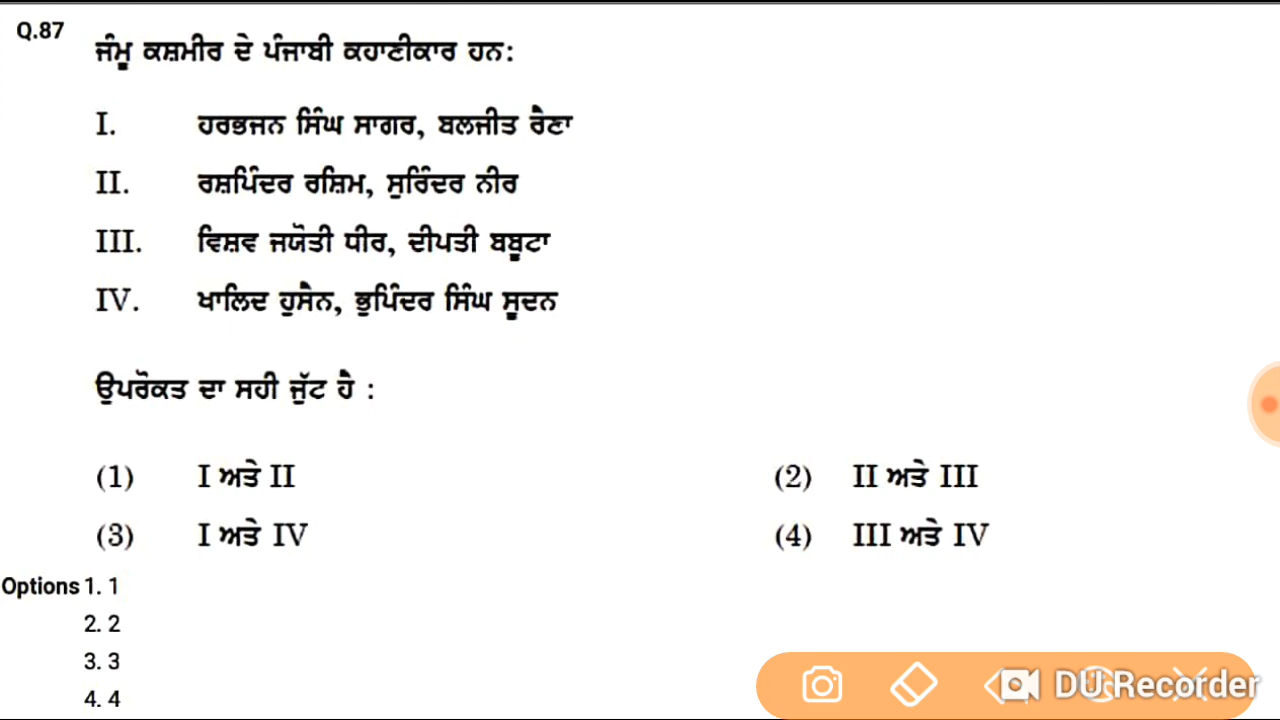 Q.87
ਜੰਮੂ ਕਸ਼ਮੀਰ ਦੇ ਪੰਜਾਬੀ ਕਹਾਣੀਕਾਰ ਹਨ:
I. ਹਰਭਜਨ ਸਿੰਘ ਸਾਗਰ, ਬਲਜੀਤ ਰੈਣਾ
II. ਰਸ਼ਪਿੰਦਰ ਰਸ਼ਿਮ, ਸੁਰਿੰਦਰ ਨੀਰ
III. ਵਿਸ਼ਵ ਜਯੋਤੀ ਧੀਰ, ਦੀਪਤੀ ਬਬੂਟਾ
IV. ਖਾਲਿਦ ਹੁਸੈਨ, ਭੁਪਿੰਦਰ ਸਿੰਘ ਸੂਦਨ
ਉਪਰੋਕਤ ਦਾ ਸਹੀ ਜੁੱਟ ਹੈ :
(1) I ਅਤੇ II (2) II ਅਤੇ III
(3) I ਅਤੇ IV (4) III ਅਤੇ IV
Options 1. 1
2. 2
3. 3
4. 4
DU Recorder